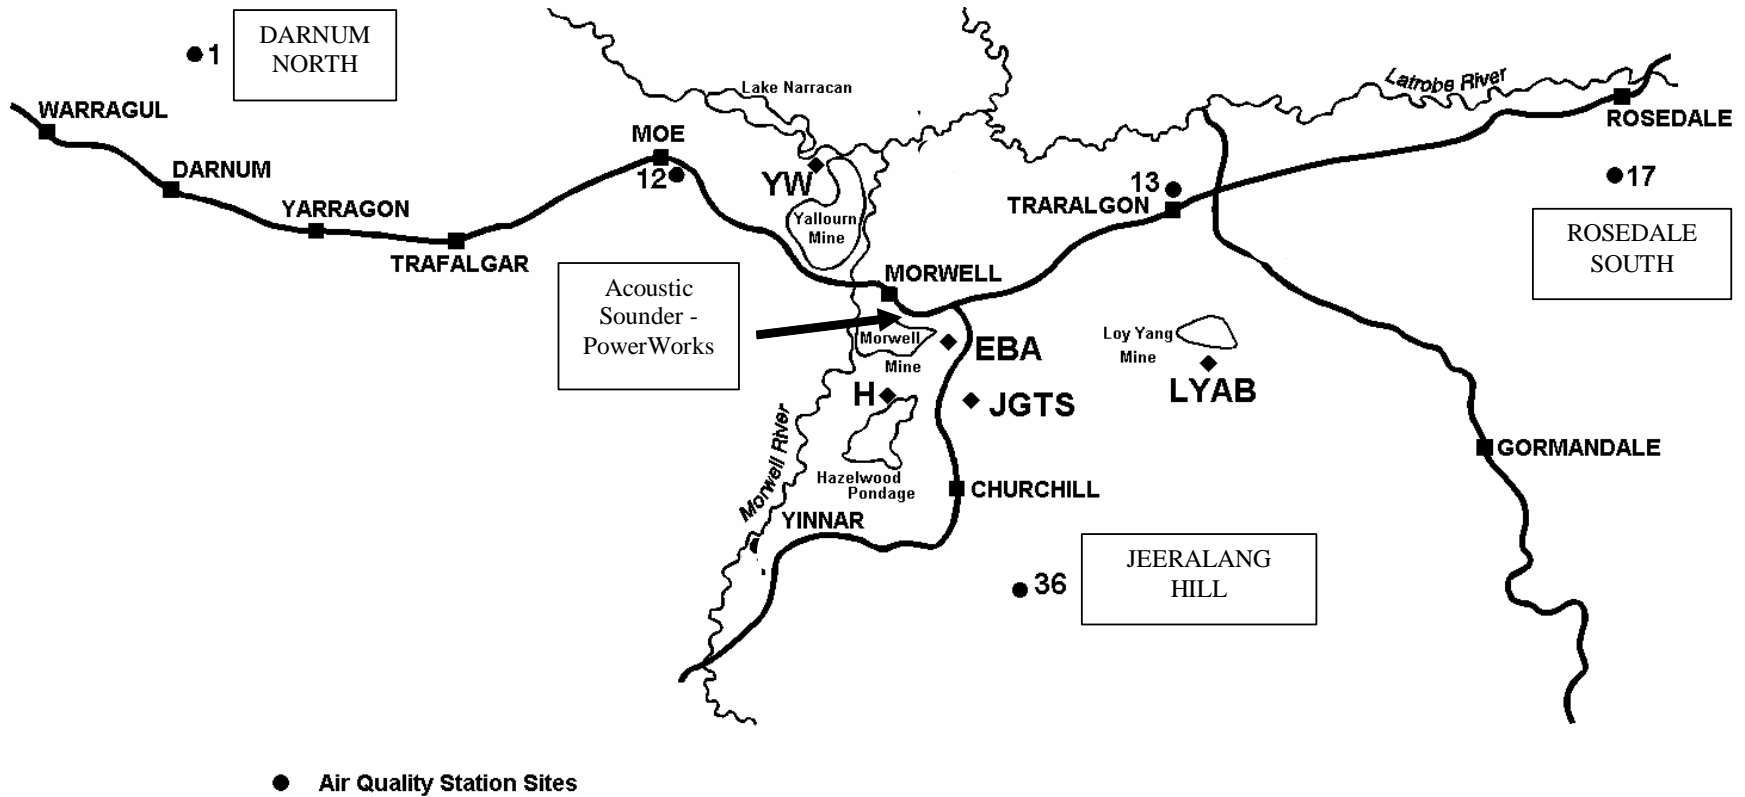 DARNUM
NORTH
1
WARRAGUL
DARNUM
YARRAGON
TRAFALGAR
MOE
12
Lake Narracan
YW
Yallourn
Mine
Latrobe River
ROSEDALE
17
ROSEDALE
SOUTH
13
TRARALGON
MORWELL
Acoustic
Sounder -
PowerWorks
Morwell
Mine
EBA
Loy Yang
Mine
LYAB
H
JGTS
Morwell River
Hazelwood
Pondage
CHURCHILL
GORMANDALE
YINNAR
36
JEERALANG
HILL
Air Quality Station Sites